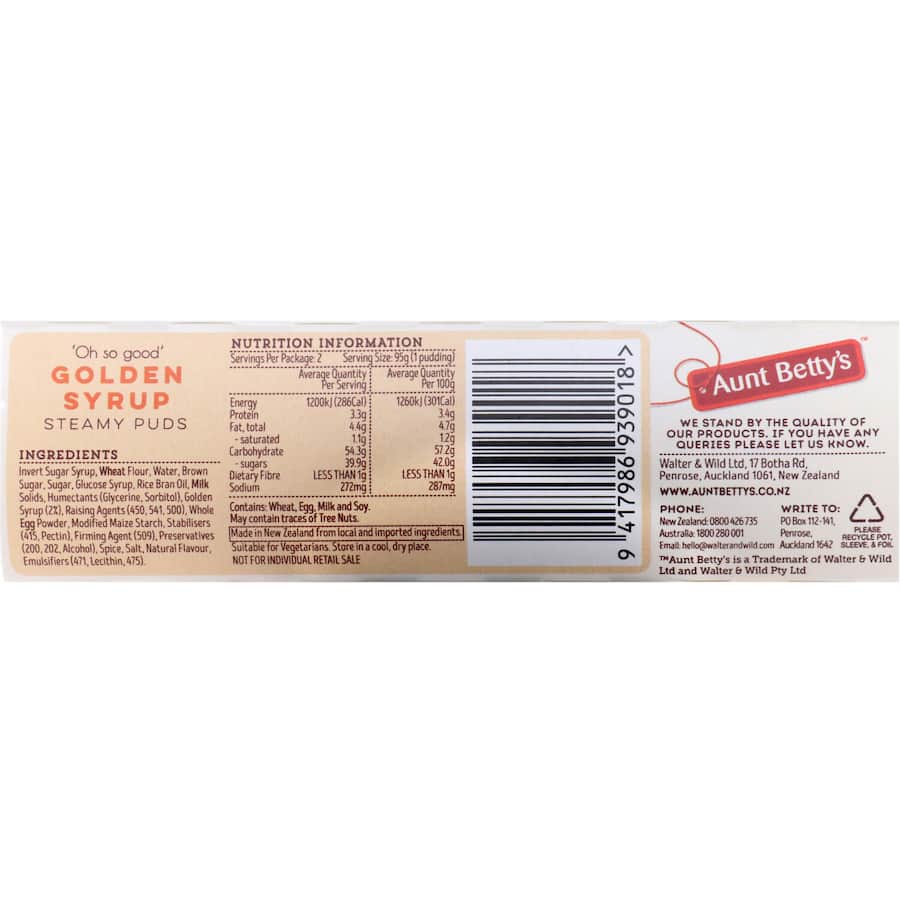 'Oh so good'
GOLDEN
SYRUP
STEAMY PUDS
INGREDIENTS
Invert Sugar Syrup, Wheat Flour, Water, Brown
Sugar, Sugar, Glucose Syrup, Rice Bran Oil, Milk
Solids, Humectants (Glycerine, Sorbitol), Golden
Syrup (2%), Raising Agents (450, 541, 500), Whole
Egg Powder, Modified Maize Starch, Stabilisers
(415, Pectin), Firming Agent (509), Preservatives
(200, 202, Alcohol), Spice, Salt, Natural Flavour,
Emulsifiers (471, Lecithin, 475).
NUTRITION INFORMATION
Servings Per Package: 2 Serving Size: 95g (1 pudding)
Average Quantity Average Quantity
Per Serving Per 100g
Energy 1200kJ (286Cal) 1260kJ (301Cal)
Protein 3.3g 3.4g
Fat, total 4.4g 4.7g
- saturated 1.1g 1.2g
Carbohydrate 54.3g 57.2g
- sugars 39.9g 42.0g
Dietary Fibre LESS THAN 1g LESS THAN 1g
Sodium 272mg 287mg
Contains: Wheat, Egg, Milk and Soy.
May contain traces of Tree Nuts.
Made in New Zealand from local and imported ingredients.
Suitable for Vegetarians. Store in a cool, dry place.
NOT FOR INDIVIDUAL RETAIL SALE
9 417986 939018 >
Aunt Betty's™
WE STAND BY THE QUALITY OF
OUR PRODUCTS. IF YOU HAVE ANY
QUERIES PLEASE LET US KNOW.
Walter & Wild Ltd, 17 Botha Rd,
Penrose, Auckland 1061, New Zealand
WWW.AUNTBETTYS.CO.NZ
PHONE:
New Zealand: 0800 426 735
Australia: 1800 280 001
Email: hello@walterandwild.com
WRITE TO:
PO Box 112-141,
Penrose,
Auckland 1642
PLEASE
RECYCLE POT,
SLEEVE, & FOIL
™Aunt Betty's is a Trademark of Walter & Wild
Ltd and Walter & Wild Pty Ltd